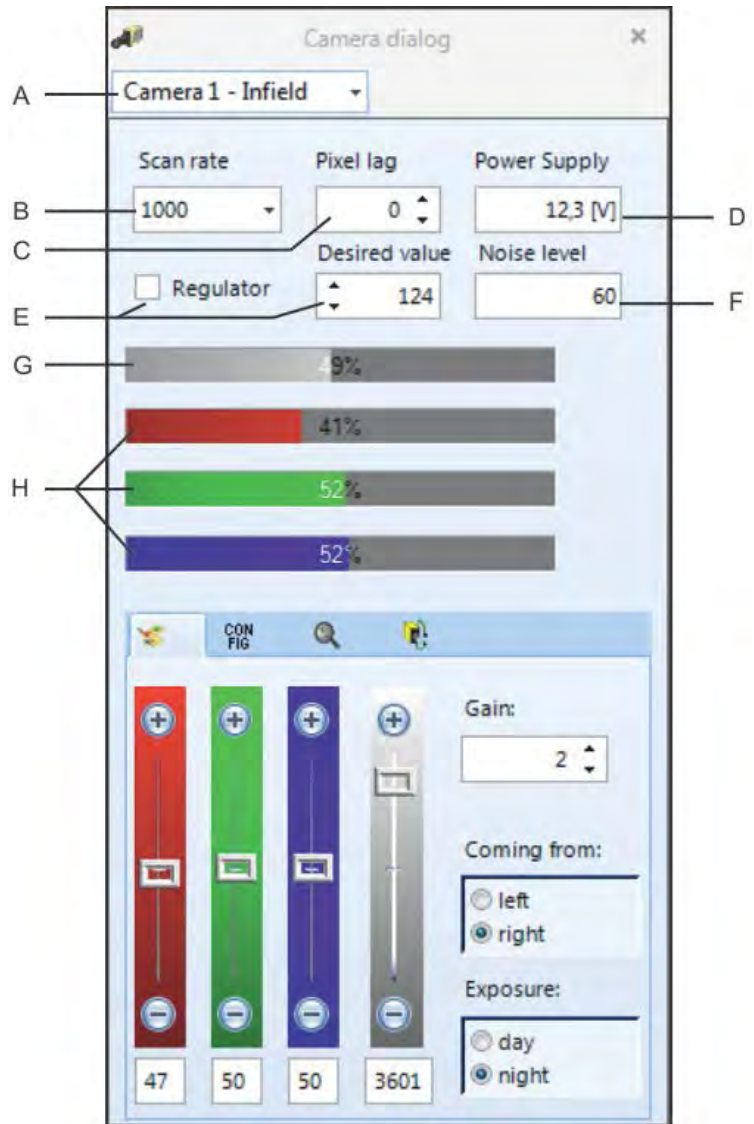 Camera dialog
A
Camera 1 - Infield
Scan rate Pixel lag Power Supply
B 1000 0 12,3 [V] D
C
Desired value Noise level
E Regulator 124 60 F
G 49%
41%
H 52%
52%
CON
FIG
Gain:
2
Coming from:
left
right
Exposure:
day
night
47 50 50 3601